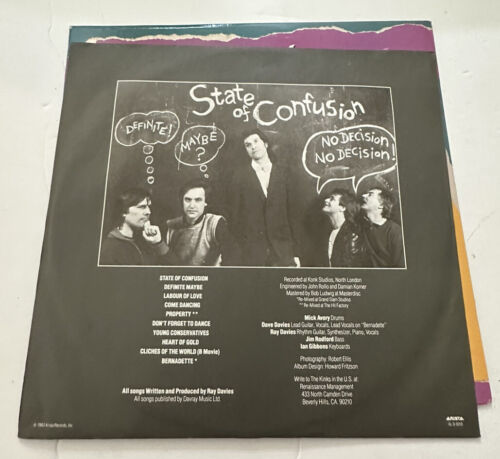 State
of Confusion
DEFINITE!
MAYBE
?
NO DECISION
NO DECISION!
STATE OF CONFUSION
DEFINITE MAYBE
LABOUR OF LOVE
COME DANCING
PROPERTY **
DON'T FORGET TO DANCE
YOUNG CONSERVATIVES
HEART OF GOLD
CLICHES OF THE WORLD (B Movie)
BERNADETTE *
All songs Written and Produced by Ray Davies
All songs published by Davray Music Ltd.
Recorded at Konk Studios, North London
Engineered by John Rollo and Damian Korner
Mastered by Bob Ludwig at Masterdisc
*Re-Mixed at Grand Slam Studios
** Re-Mixed at The Hit Factory
Mick Avory Drums
Dave Davies Lead Guitar, Vocals, Lead Vocals on "Bernadette"
Ray Davies Rhythm Guitar, Synthesizer, Piano, Vocals
Jim Rodford Bass
Ian Gibbons Keyboards
Photography: Robert Ellis
Album Design: Howard Fritzson
Write to The Kinks in the U.S. at:
Renaissance Management
433 North Camden Drive
Beverly Hills, CA. 90210
ARISTA